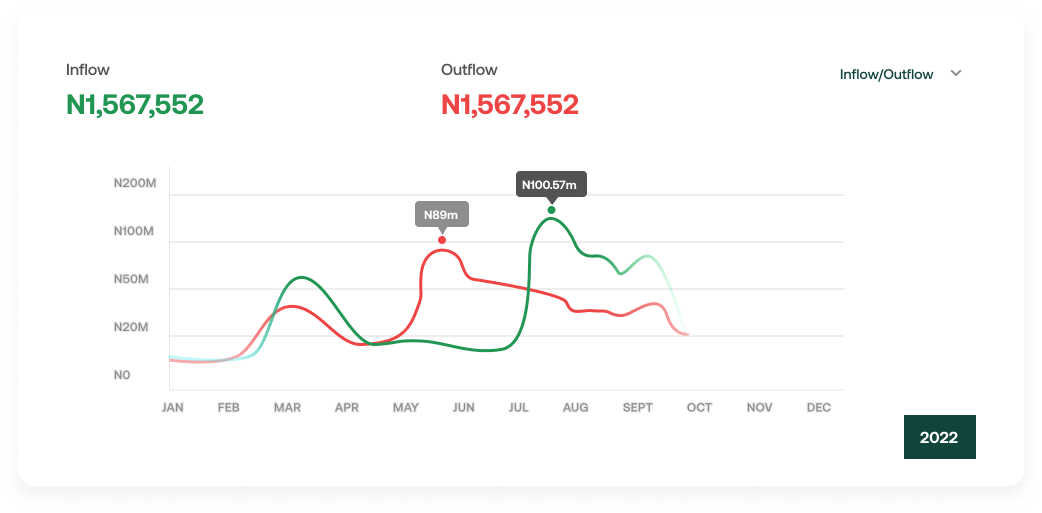 Inflow
N1,567,552
Outflow
N1,567,552
Inflow/Outflow
N200M
N100M
N50M
N20M
N0
N89m
N100.57m
JAN FEB MAR APR MAY JUN JUL AUG SEPT OCT NOV DEC
2022